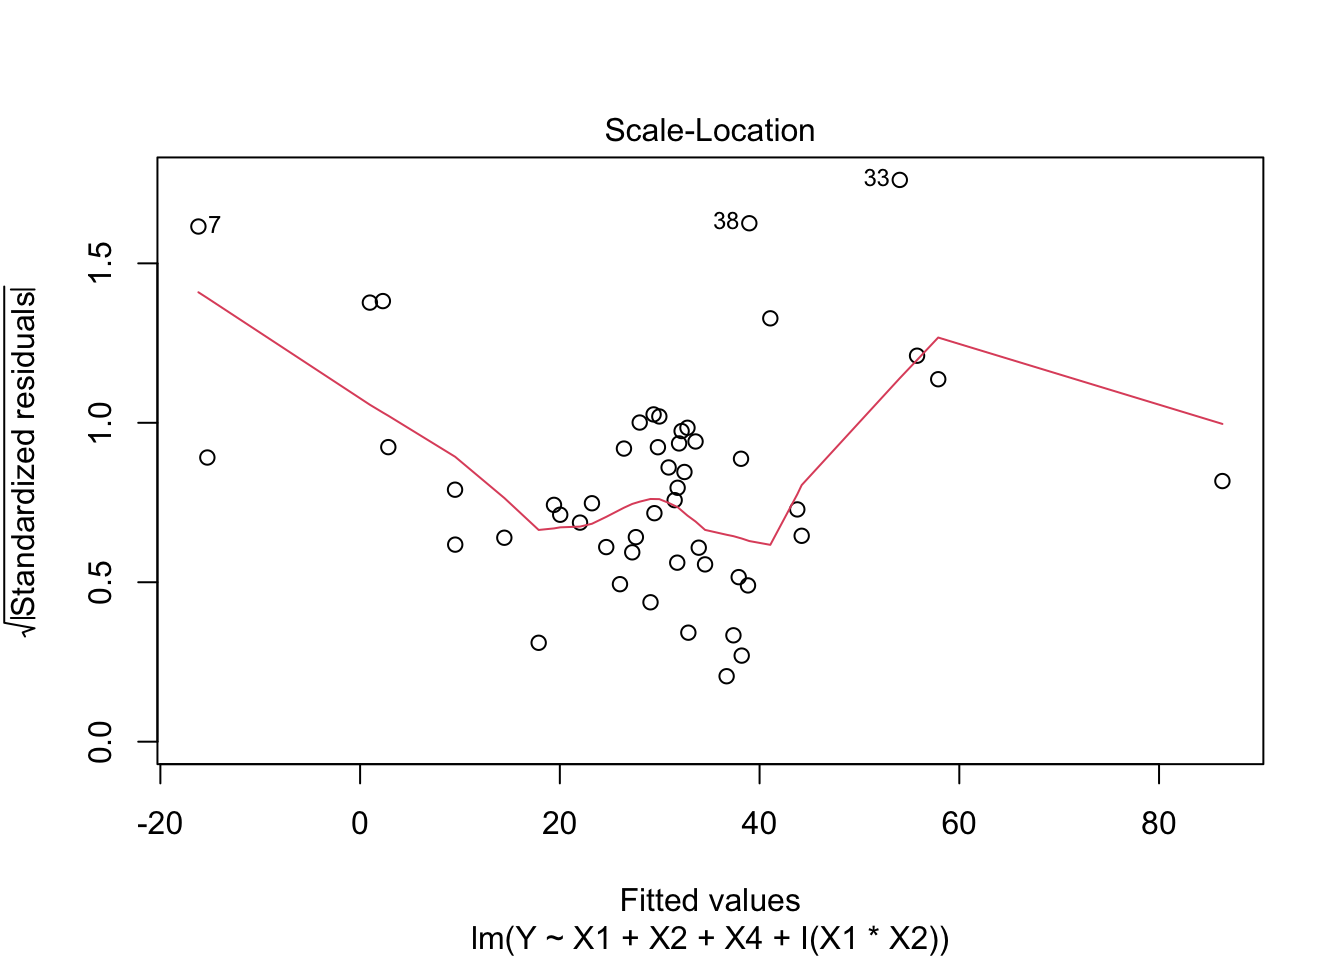 Scale-Location
√|Standardized residuals|
1.5
1.0
0.5
0.0
7
38
33
-20 0 20 40 60 80
Fitted values
lm(Y ~ X1 + X2 + X4 + I(X1 * X2))